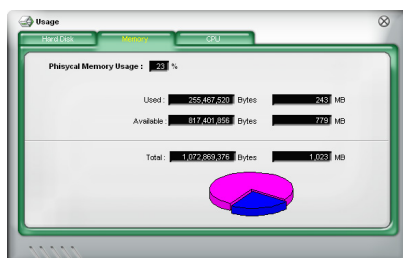 Usage
Hard Disk Memory CPU
Phisycal Memory Usage : 23 %
Used : 255,467,520 Bytes 243 MB
Available : 817,401,856 Bytes 779 MB
Total : 1,072,869,376 Bytes 1,023 MB